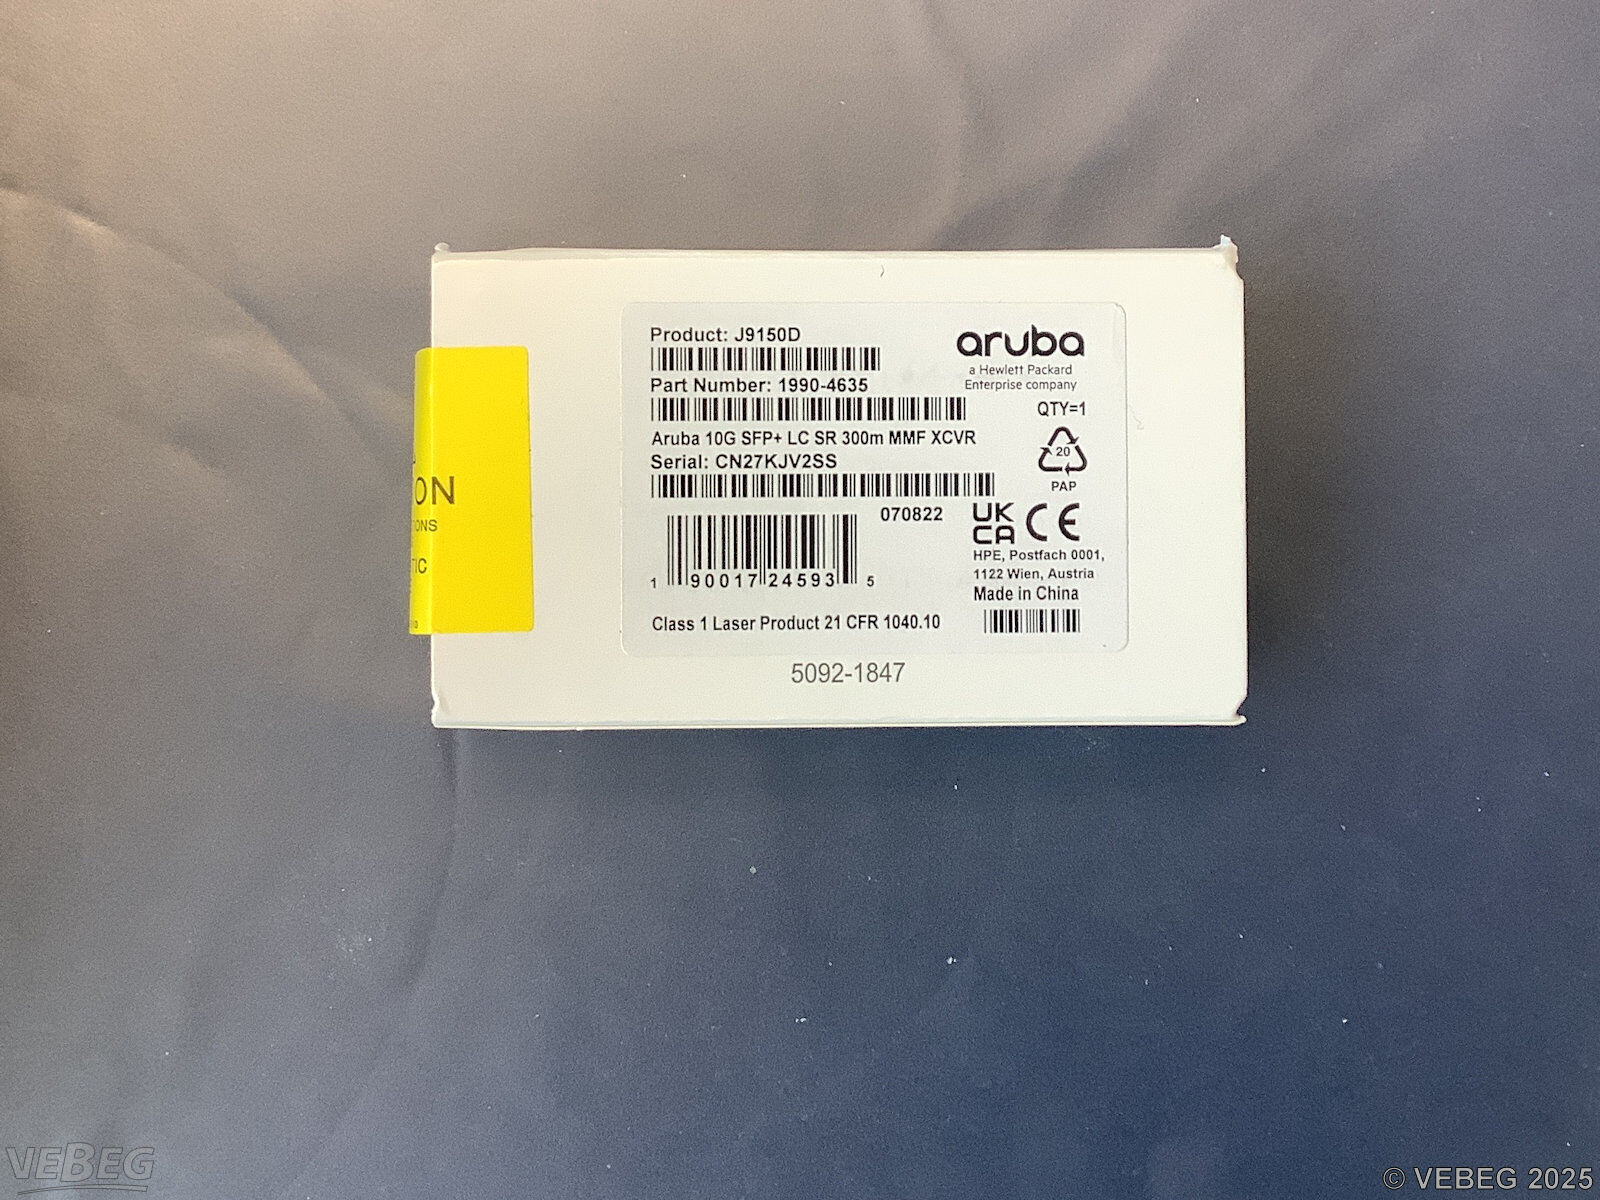 Product: J9150D
Part Number: 1990-4635
Aruba 10G SFP+ LC SR 300m MMF XCVR
Serial: CN27KJV2SS
070822
1 90017 24593 5
Class 1 Laser Product 21 CFR 1040.10
aruba
a Hewlett Packard
Enterprise company
QTY=1
20
PAP
UK
CA CE
HPE, Postfach 0001,
1122 Wien, Austria
Made in China
5092-1847
VEBEG
© VEBEG 2025